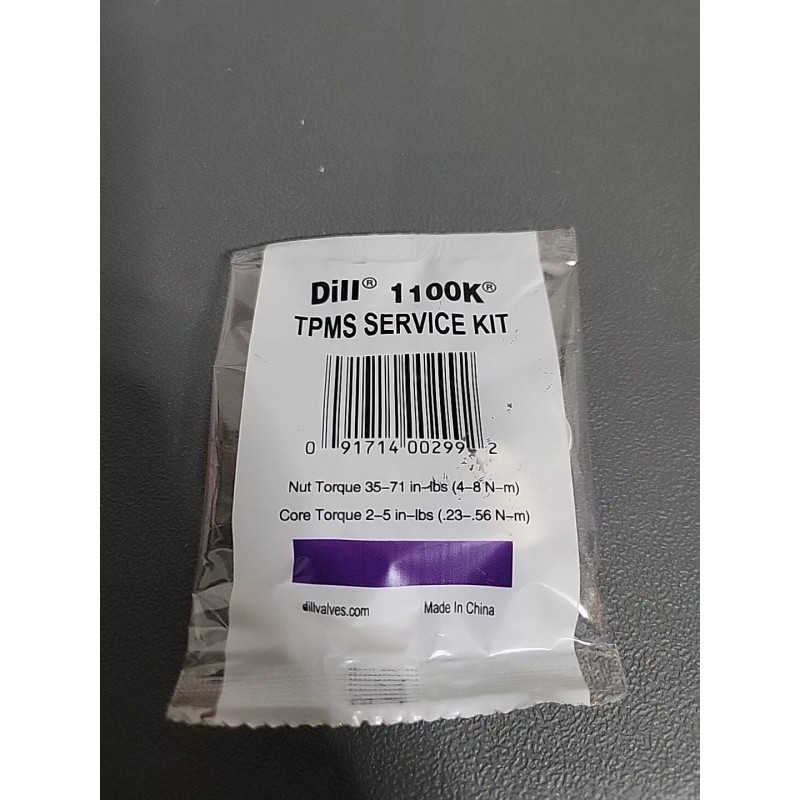 Dill® 1100K®
TPMS SERVICE KIT
0 91714 00299 2
Nut Torque 35-71 in-lbs (4-8 N-m)
Core Torque 2-5 in-lbs (.23-.56 N-m)
dillvalves.com Made In China